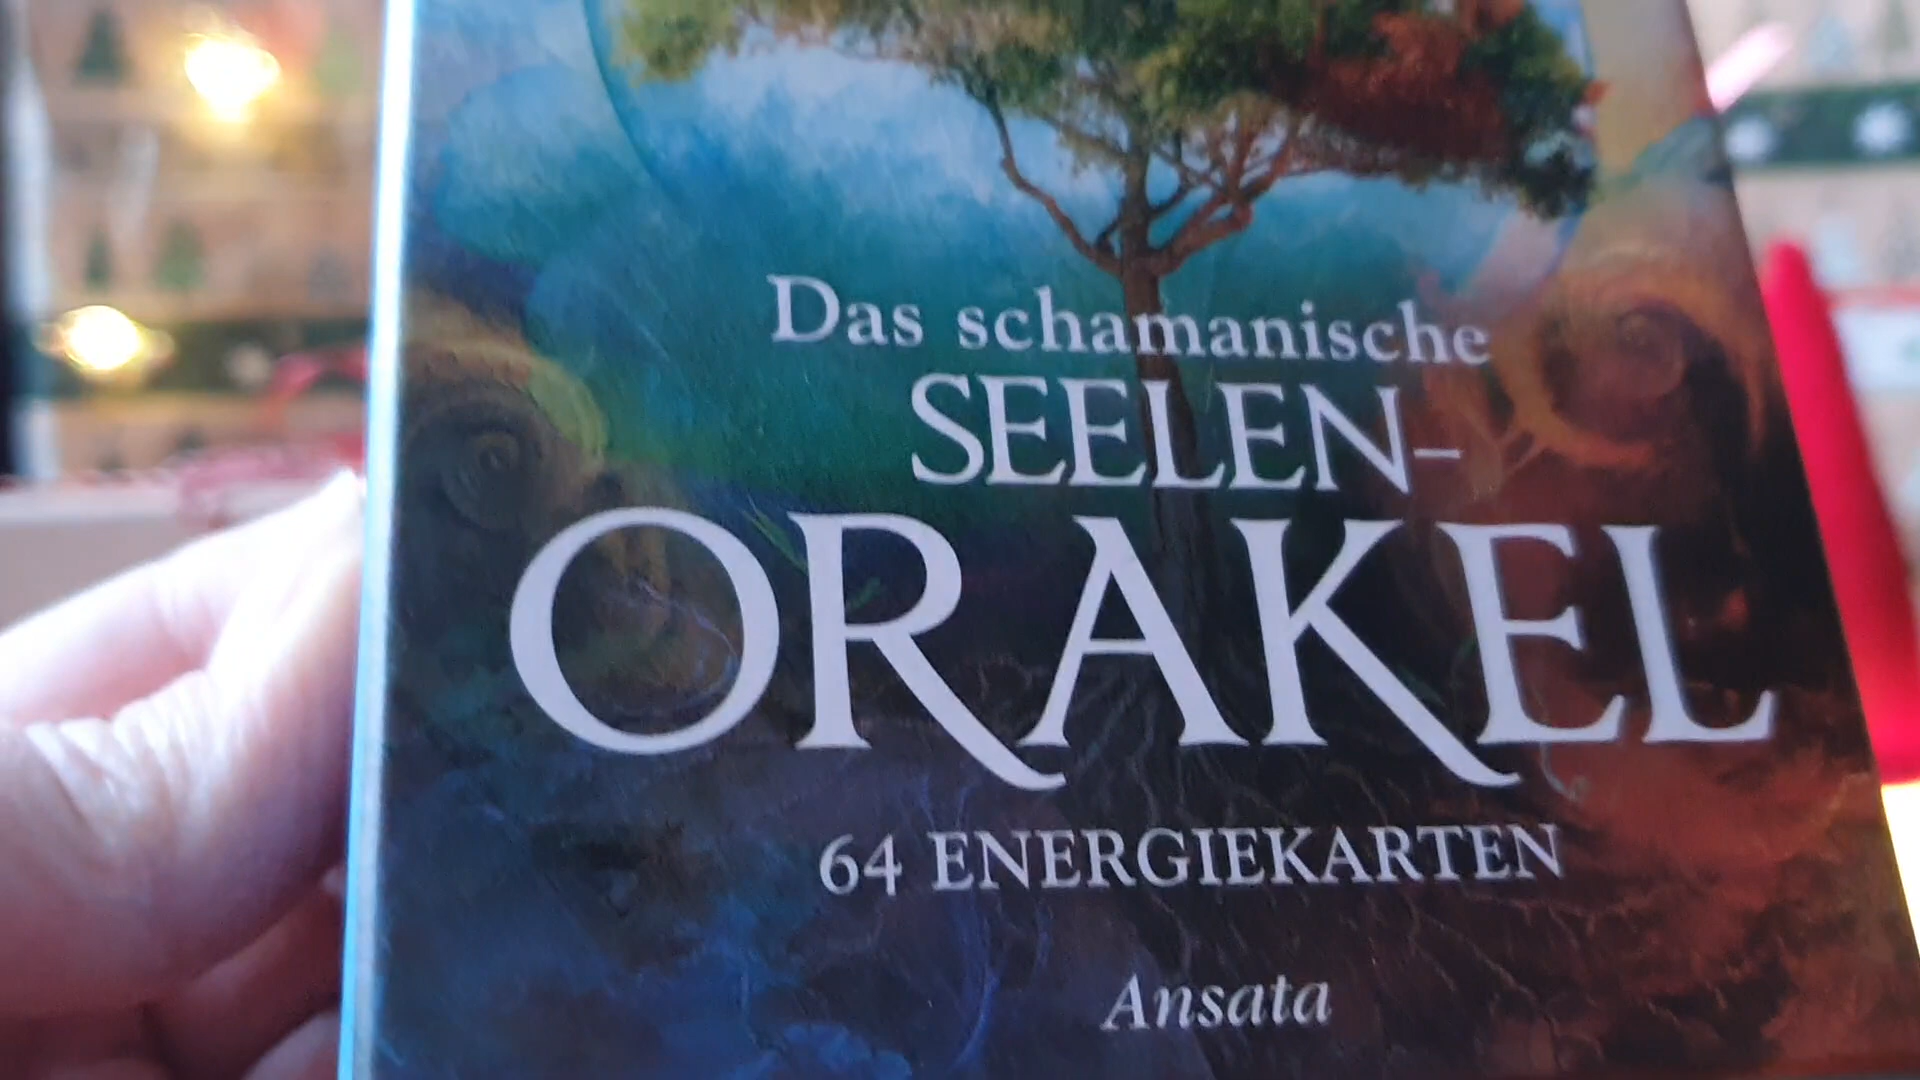 Das schamanische
SEELEN-
ORAKEL
64 ENERGIEKARTEN
Ansata